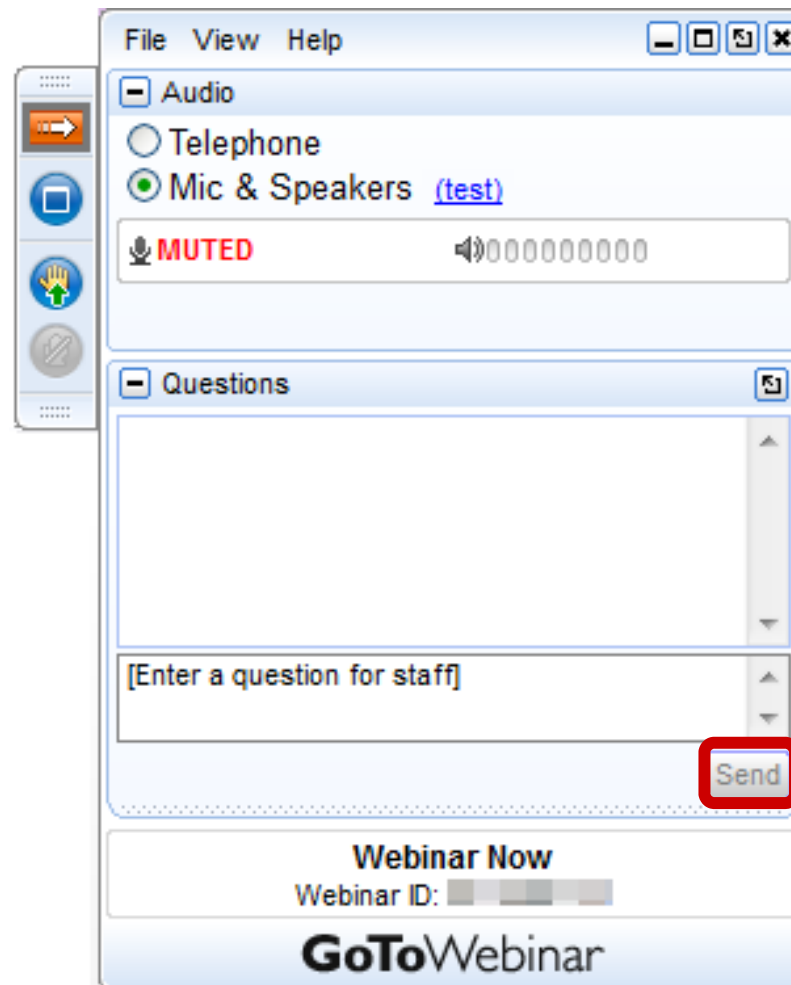 File View Help
Audio
Telephone
Mic & Speakers (test)
MUTED
Questions
[Enter a question for staff]
Send
Webinar Now
Webinar ID:
GoToWebinar